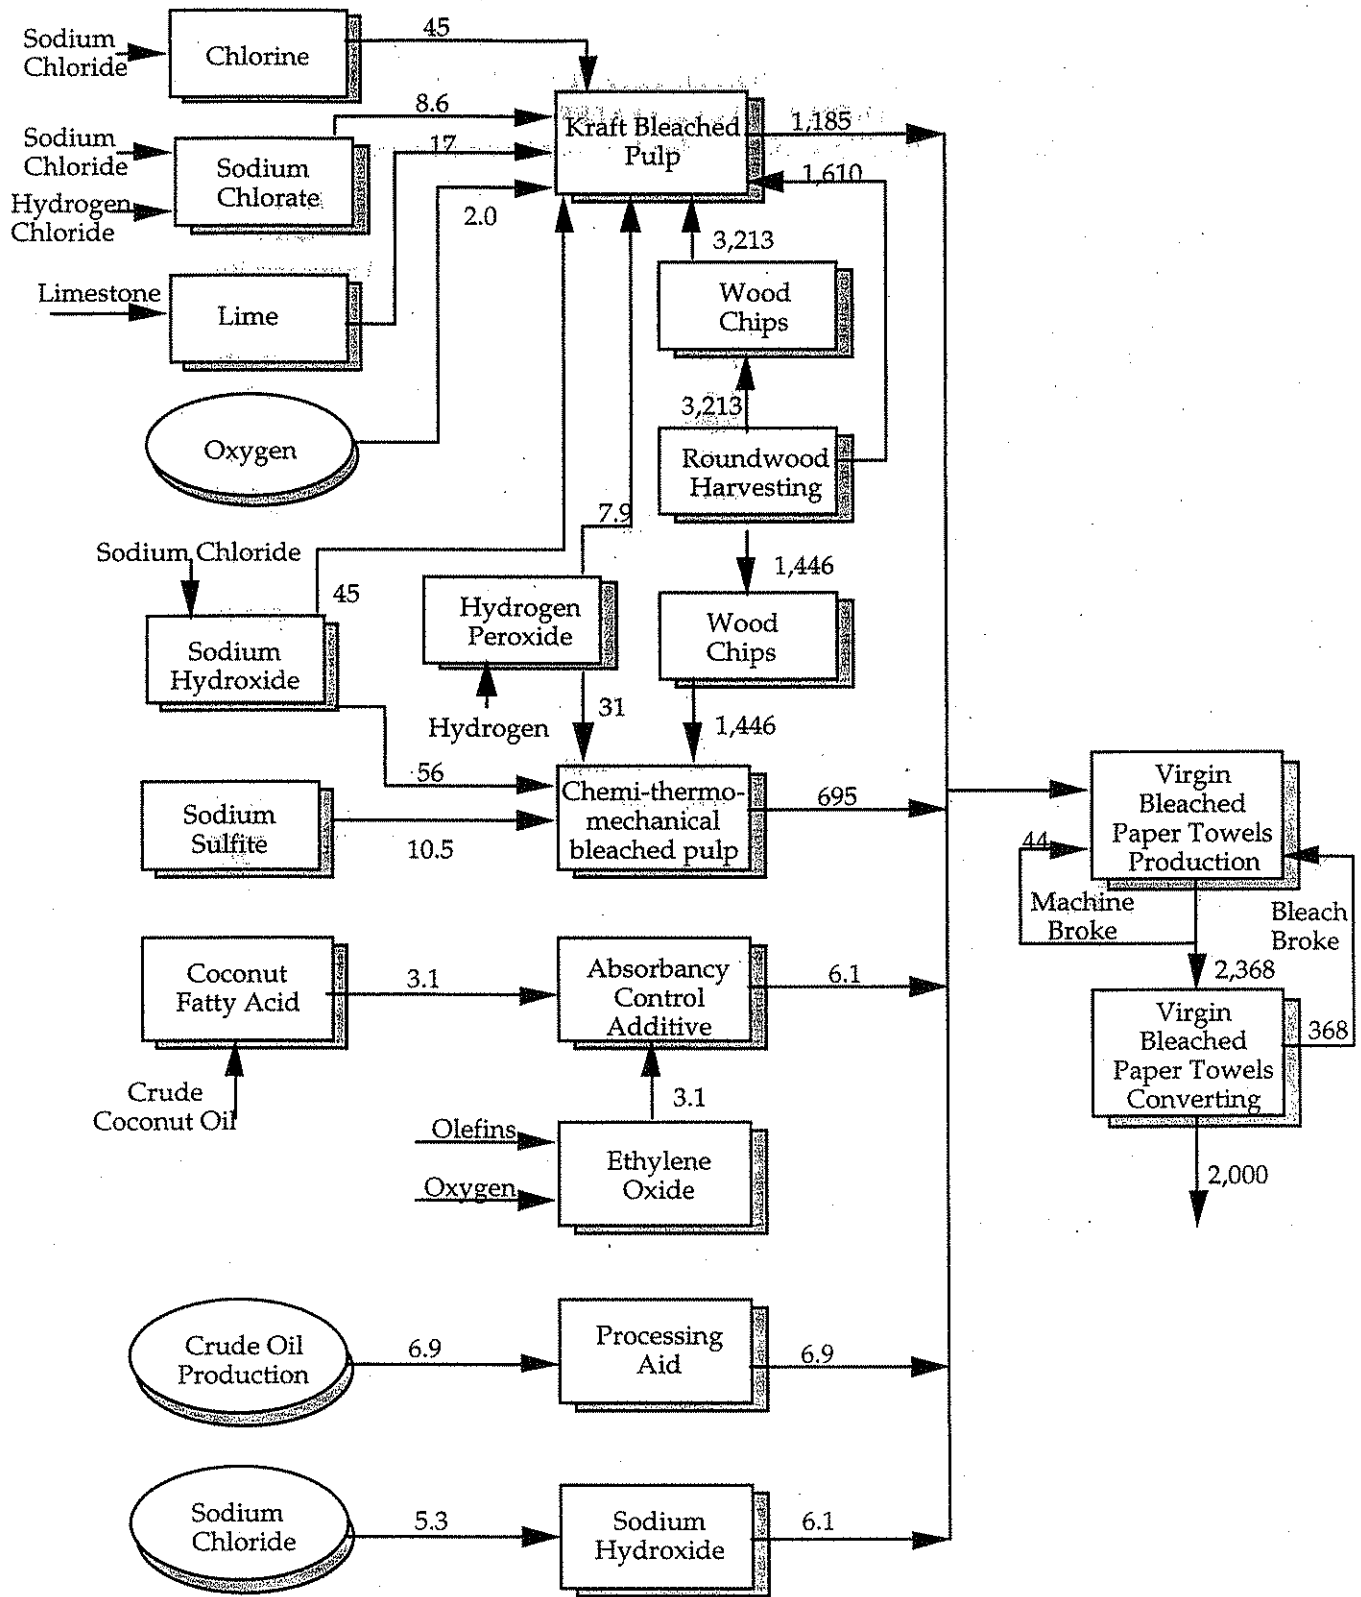 Sodium
Chloride
Chlorine
45
Sodium
Chloride
Hydrogen
Chloride
Sodium
Chlorate
8.6
17
2.0
Kraft Bleached
Pulp
1,185
1,610
3,213
Limestone
Lime
Wood
Chips
3,213
Oxygen
Roundwood
Harvesting
7.9
1,446
Sodium Chloride
45
Sodium
Hydroxide
Hydrogen
Peroxide
Hydrogen
31
Wood
Chips
1,446
56
Sodium
Sulfite
10.5
Chemi-thermo-
mechanical
bleached pulp
695
Virgin
Bleached
Paper Towels
Production
44
Machine
Broke
Bleach
Broke
2,368
Coconut
Fatty Acid
3.1
Absorbancy
Control
Additive
6.1
Virgin
Bleached
Paper Towels
Converting
368
2,000
Crude
Coconut Oil
3.1
Olefins
Oxygen
Ethylene
Oxide
Crude Oil
Production
6.9
Processing
Aid
6.9
Sodium
Chloride
5.3
Sodium
Hydroxide
6.1